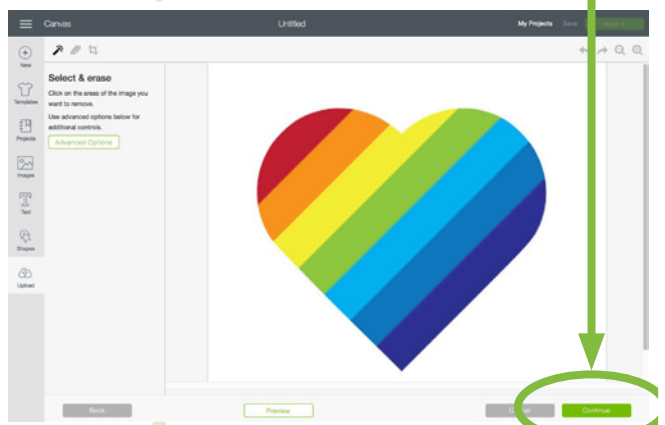 Canvas
Untitled
My Projects
Save
New
Templates
Projects
Images
Text
Shapes
Upload
Select & erase
Click on the areas of the image you
want to remove.
Use advanced options below for
additional controls.
Advanced Options
Back
Preview
Continue